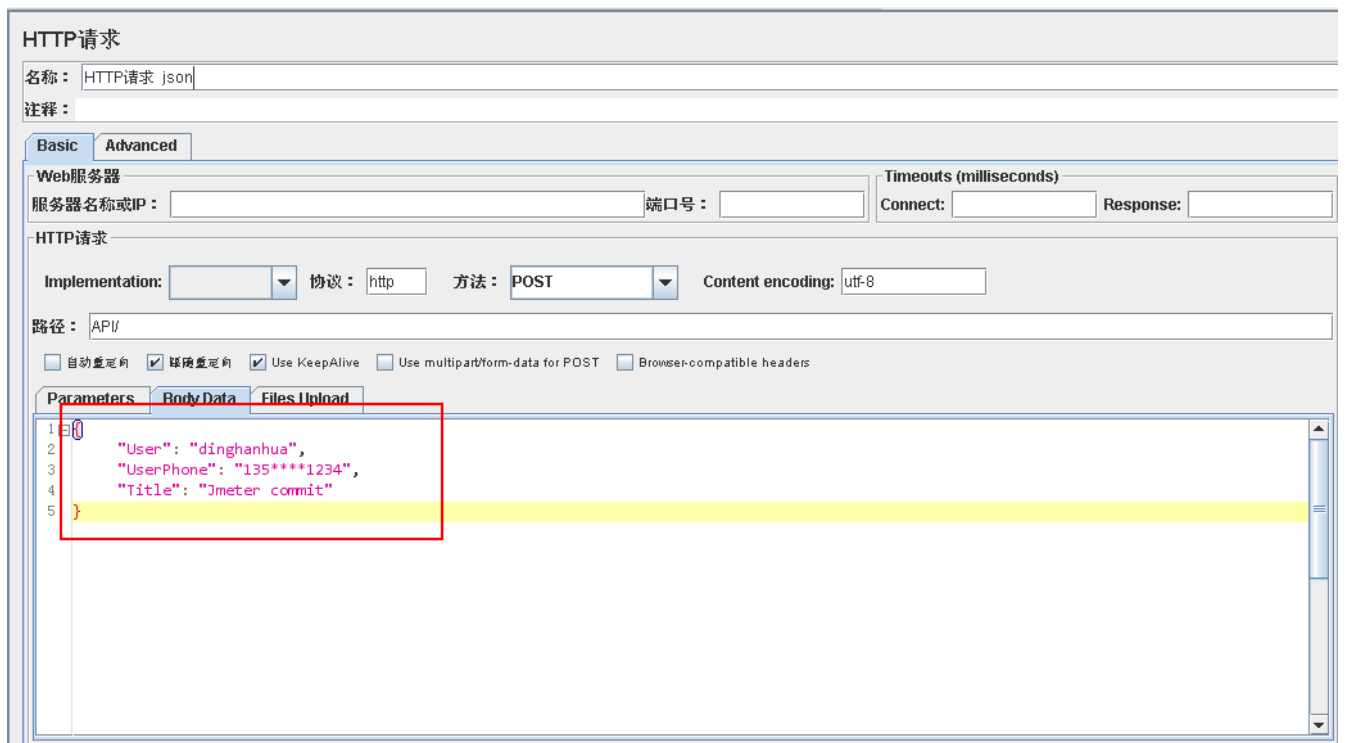 HTTP请求
名称： HTTP请求 json
注释：
Basic Advanced
Web服务器 Timeouts (milliseconds)
服务器名称或IP： 端口号： Connect: Response:
HTTP请求
Implementation: 协议： http 方法： POST Content encoding: utf-8
路径： API/
自动重定向 跟随重定向 Use KeepAlive Use multipart/form-data for POST Browser-compatible headers
Parameters Body Data Files Upload
1 {
2 "User": "dinghanhua",
3 "UserPhone": "135****1234",
4 "Title": "Jmeter commit"
5 }